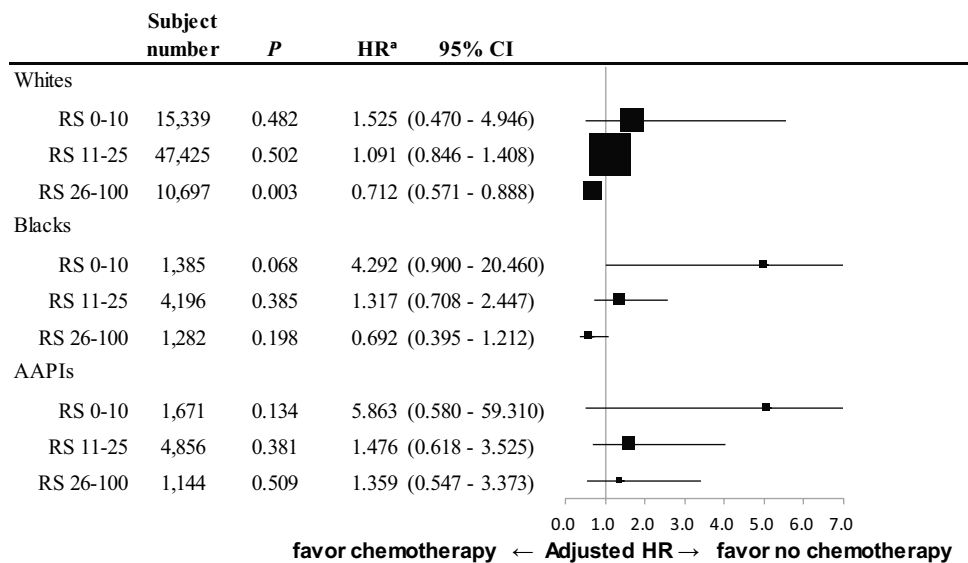 Subject
number P HRᵃ 95% CI
Whites
RS 0-10 15,339 0.482 1.525 (0.470 - 4.946)
RS 11-25 47,425 0.502 1.091 (0.846 - 1.408)
RS 26-100 10,697 0.003 0.712 (0.571 - 0.888)
Blacks
RS 0-10 1,385 0.068 4.292 (0.900 - 20.460)
RS 11-25 4,196 0.385 1.317 (0.708 - 2.447)
RS 26-100 1,282 0.198 0.692 (0.395 - 1.212)
AAPIs
RS 0-10 1,671 0.134 5.863 (0.580 - 59.310)
RS 11-25 4,856 0.381 1.476 (0.618 - 3.525)
RS 26-100 1,144 0.509 1.359 (0.547 - 3.373)
0.0 1.0 2.0 3.0 4.0 5.0 6.0 7.0
favor chemotherapy ← Adjusted HR → favor no chemotherapy